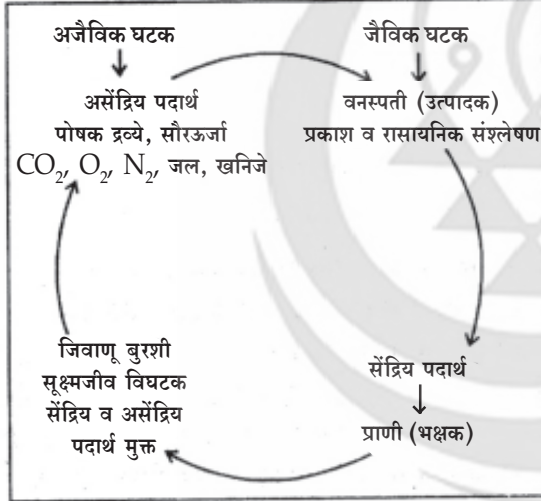 अजैविक घटक
असेंद्रिय पदार्थ
पोषक द्रव्ये, सौरऊर्जा
CO₂, O₂, N₂, जल, खनिजे
जैविक घटक
वनस्पती (उत्पादक)
प्रकाश व रासायनिक संश्लेषण
सेंद्रिय पदार्थ
प्राणी (भक्षक)
जिवाणू बुरशी
सूक्ष्मजीव विघटक
सेंद्रिय व असेंद्रिय
पदार्थ मुक्त